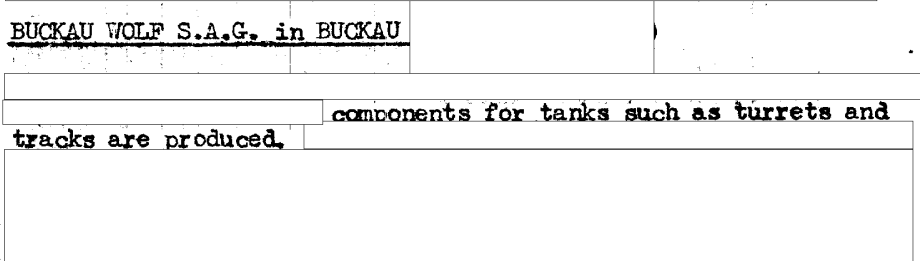 BUCKAU WOLF S.A.G. in BUCKAU
components for tanks such as turrets and
tracks are produced.